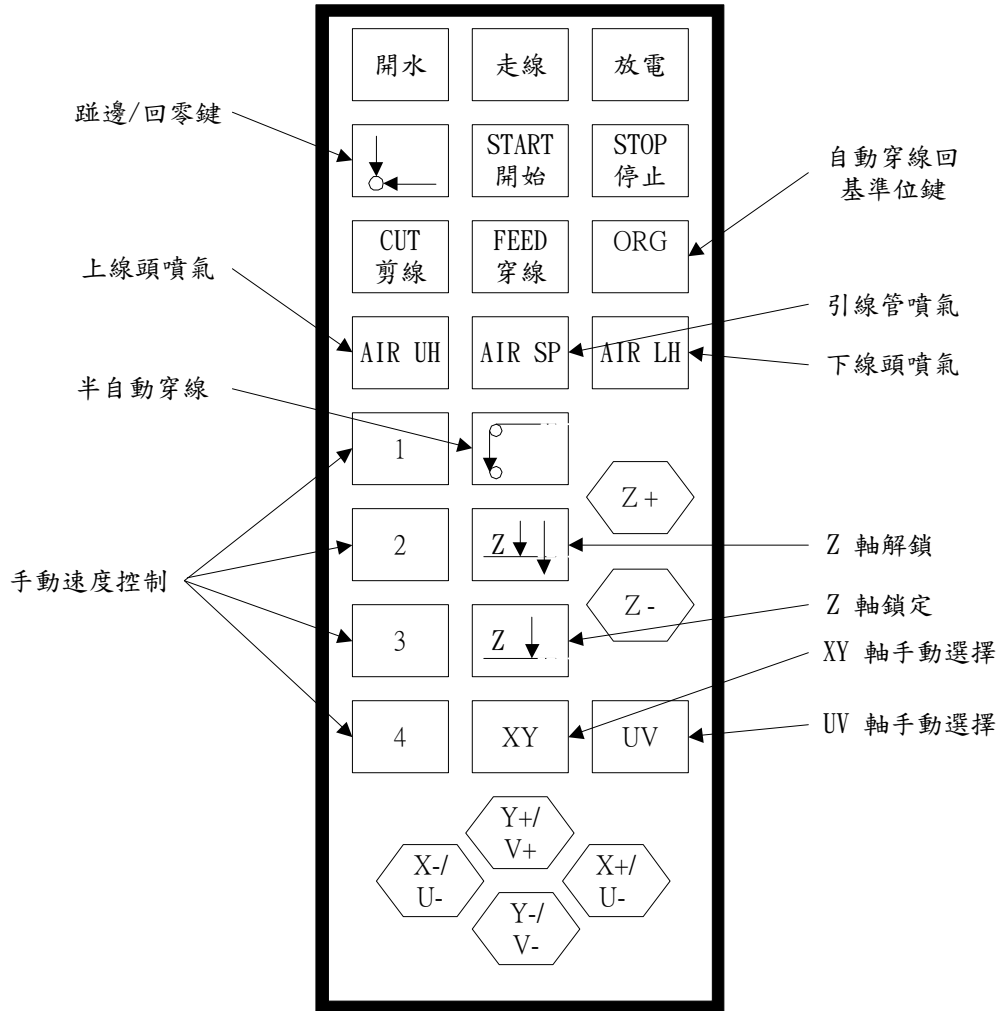 開水
走線
放電
踫邊/回零鍵
START
開始
STOP
停止
自動穿線回
基準位鍵
CUT
剪線
FEED
穿線
ORG
上線頭噴氣
引線管噴氣
AIR UH
AIR SP
AIR LH
下線頭噴氣
半自動穿線
1
Z+
2
Z
Z 軸解鎖
手動速度控制
Z-
3
Z
Z 軸鎖定
XY 軸手動選擇
4
XY
UV
UV 軸手動選擇
Y+/
V+
X-/
U-
X+/
U-
Y-/
V-